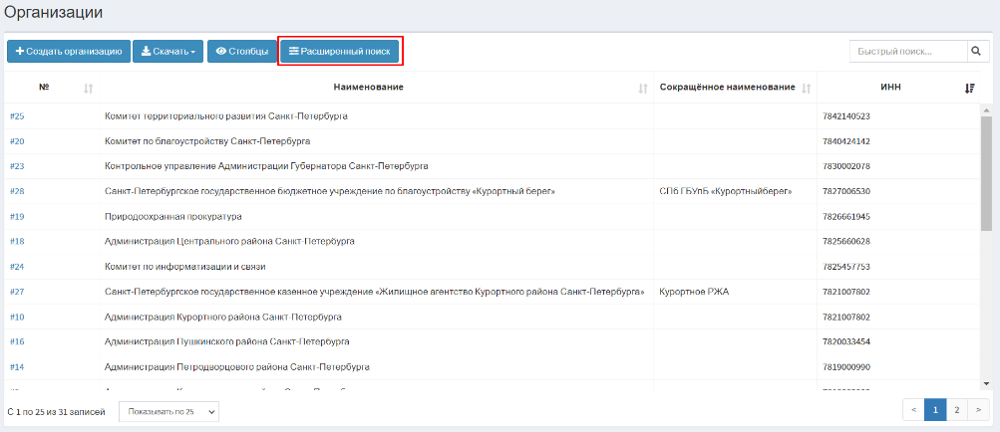 Организации
Создать организацию Скачать Столбцы Расширенный поиск Быстрый поиск...
№ Наименование Сокращённое наименование ИНН
#25 Комитет территориального развития Санкт-Петербурга 7842140523
#20 Комитет по благоустройству Санкт-Петербурга 7840424142
#23 Контрольное управление Администрации Губернатора Санкт-Петербурга 7830002078
#28 Санкт-Петербургское государственное бюджетное учреждение по благоустройству «Курортный берег» СПб ГБУпБ «Курортныйберег» 7827006530
#19 Природоохранная прокуратура 7826661945
#18 Администрация Центрального района Санкт-Петербурга 7825660628
#24 Комитет по информатизации и связи 7825457753
#27 Санкт-Петербургское государственное казенное учреждение «Жилищное агентство Курортного района Санкт-Петербурга» Курортное РЖА 7821007802
#10 Администрация Курортного района Санкт-Петербурга 7821007802
#16 Администрация Пушкинского района Санкт-Петербурга 7820033454
#14 Администрация Петродворцового района Санкт-Петербурга 7819000990
С 1 по 25 из 31 записей Показывать по 25 < 1 2 >